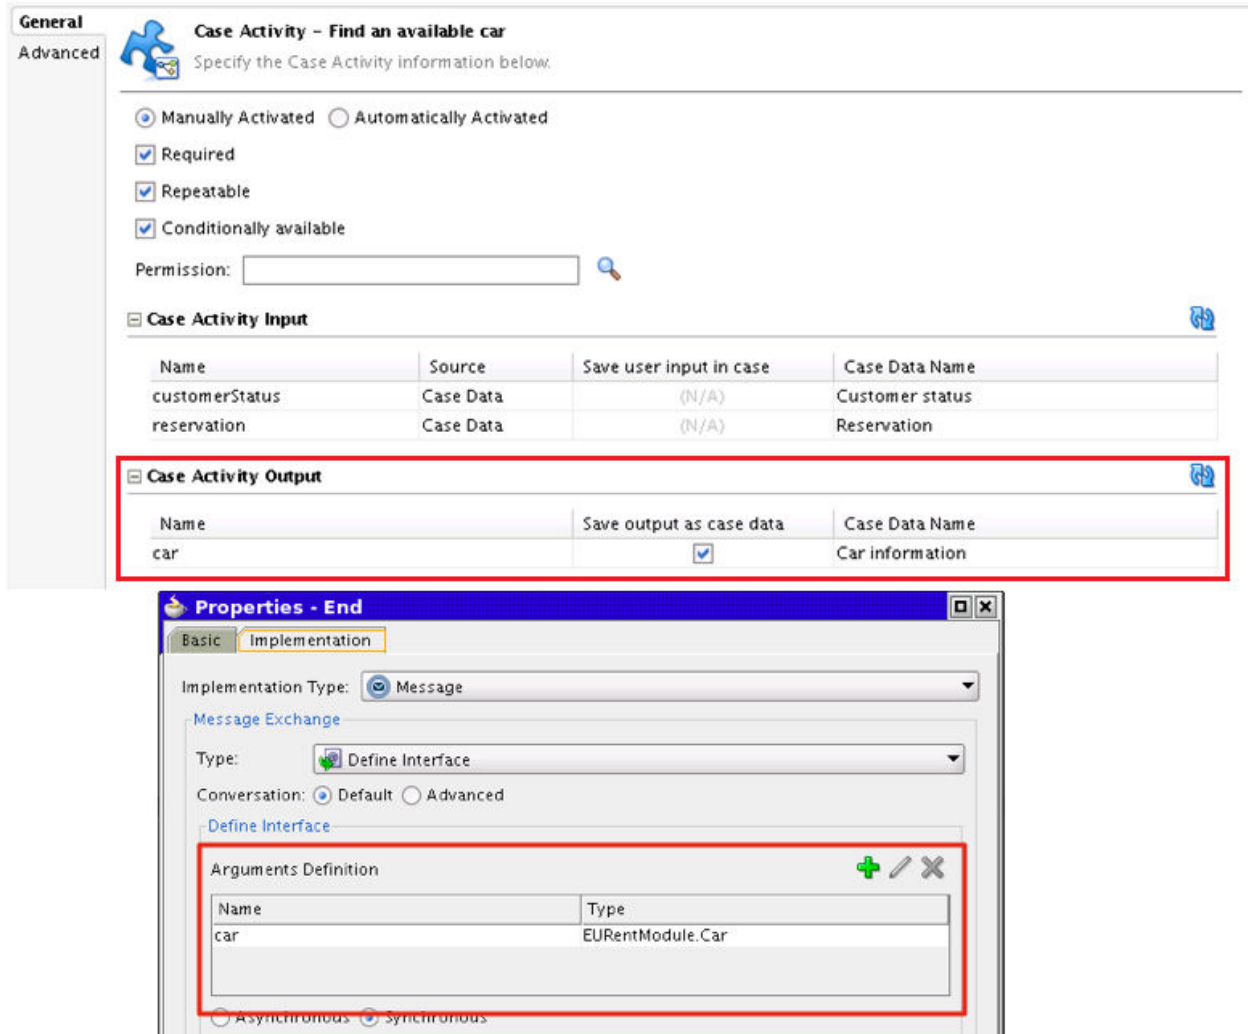 General
Advanced
Case Activity – Find an available car
Specify the Case Activity information below.
Manually Activated Automatically Activated
Required
Repeatable
Conditionally available
Permission:
Case Activity Input
Name Source Save user input in case Case Data Name
customerStatus Case Data (N/A) Customer status
reservation Case Data (N/A) Reservation
Case Activity Output
Name Save output as case data Case Data Name
car Car information
Properties - End
Basic Implementation
Implementation Type: Message
Message Exchange
Type: Define Interface
Conversation: Default Advanced
Define Interface
Arguments Definition
Name Type
car EURentModule.Car
Asynchronous Synchronous